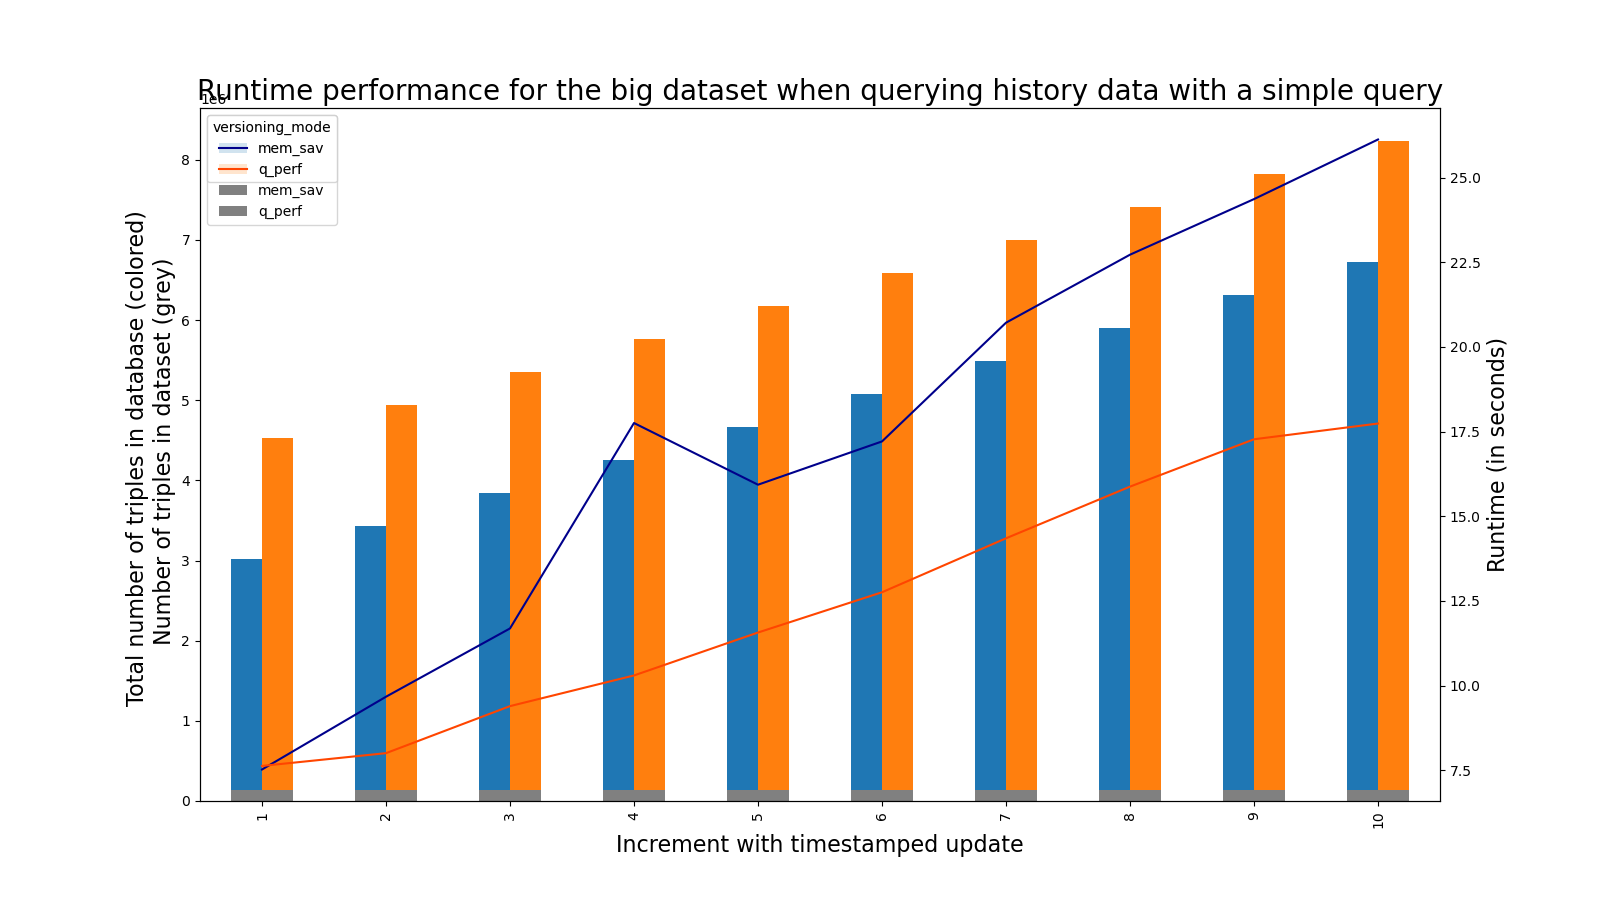 Runtime performance for the big dataset when querying history data with a simple query
1e6
versioning_mode
mem_sav
q_perf
mem_sav
q_perf
Total number of triples in database (colored)
Number of triples in dataset (grey)
8
7
6
5
4
3
2
1
0
25.0
22.5
20.0
17.5
15.0
12.5
10.0
7.5
Runtime (in seconds)
1
2
3
4
5
6
7
8
9
10
Increment with timestamped update